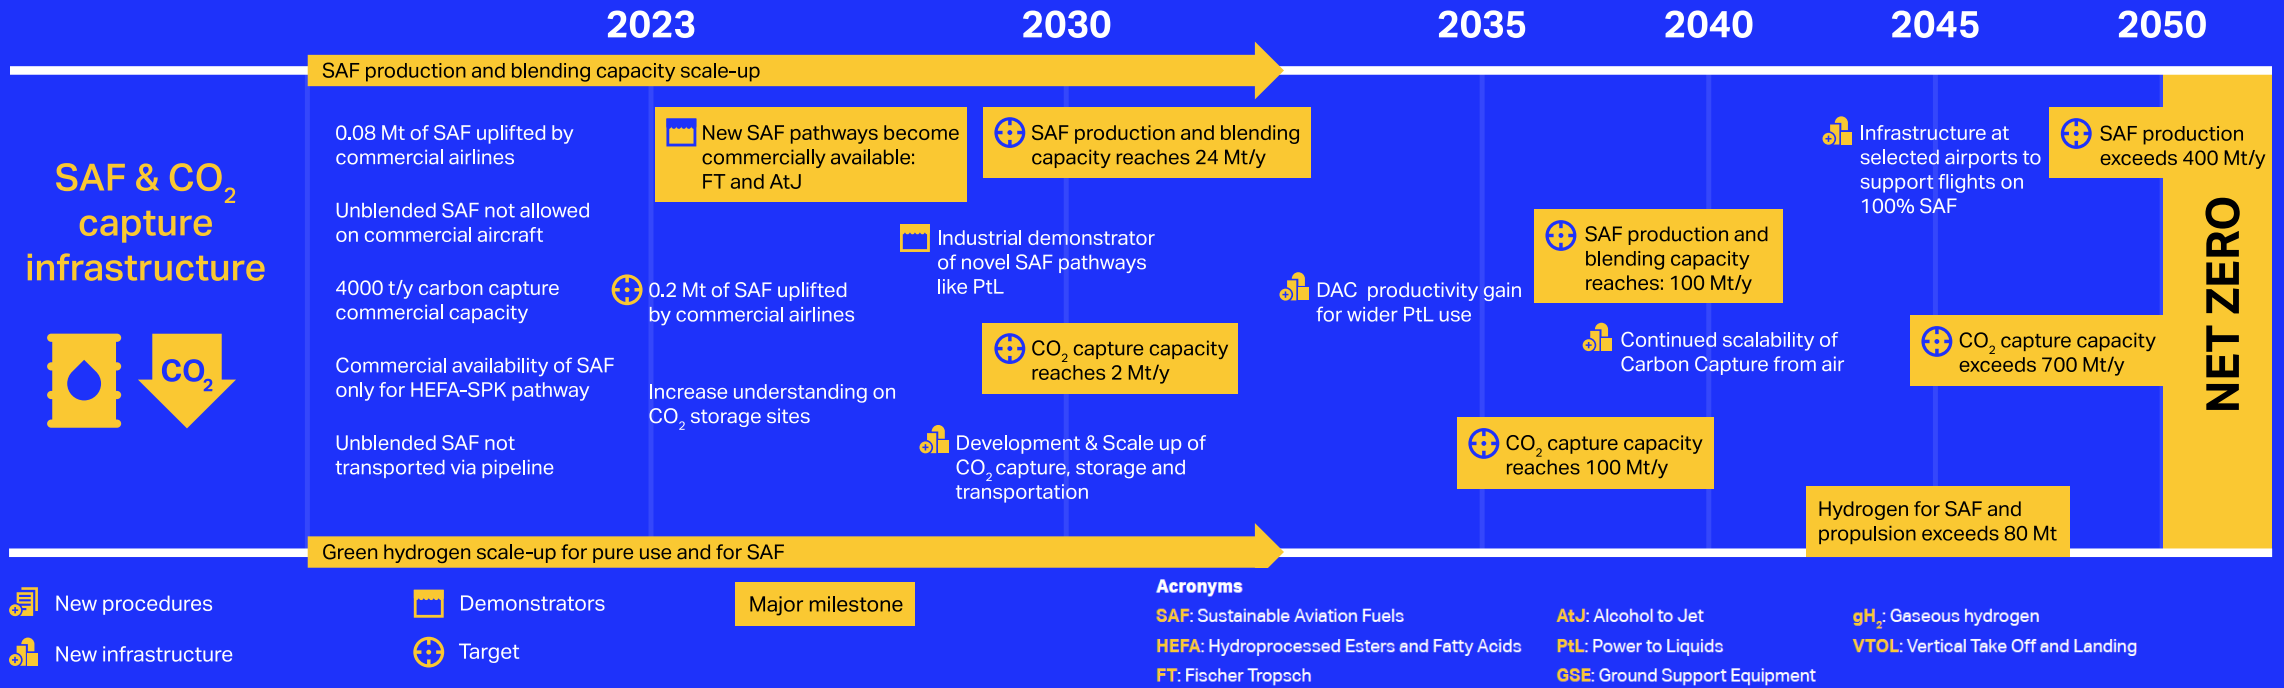 2023
2030
2035
2040
2045
2050
SAF production and blending capacity scale-up
SAF & CO₂
capture
infrastructure
CO₂
0.08 Mt of SAF uplifted by
commercial airlines
Unblended SAF not allowed
on commercial aircraft
4000 t/y carbon capture
commercial capacity
Commercial availability of SAF
only for HEFA-SPK pathway
Unblended SAF not
transported via pipeline
New SAF pathways become
commercially available:
FT and AtJ
0.2 Mt of SAF uplifted
by commercial airlines
Increase understanding on
CO₂ storage sites
SAF production and blending
capacity reaches 24 Mt/y
Industrial demonstrator
of novel SAF pathways
like PtL
CO₂ capture capacity
reaches 2 Mt/y
Development & Scale up of
CO₂ capture, storage and
transportation
DAC productivity gain
for wider PtL use
SAF production and
blending capacity
reaches: 100 Mt/y
Continued scalability of
Carbon Capture from air
CO₂ capture capacity
reaches 100 Mt/y
Infrastructure at
selected airports to
support flights on
100% SAF
SAF production
exceeds 400 Mt/y
CO₂ capture capacity
exceeds 700 Mt/y
Hydrogen for SAF and
propulsion exceeds 80 Mt
NET ZERO
Green hydrogen scale-up for pure use and for SAF
New procedures
New infrastructure
Demonstrators
Target
Major milestone
Acronyms
SAF: Sustainable Aviation Fuels
HEFA: Hydroprocessed Esters and Fatty Acids
FT: Fischer Tropsch
AtJ: Alcohol to Jet
PtL: Power to Liquids
GSE: Ground Support Equipment
gH₂: Gaseous hydrogen
VTOL: Vertical Take Off and Landing